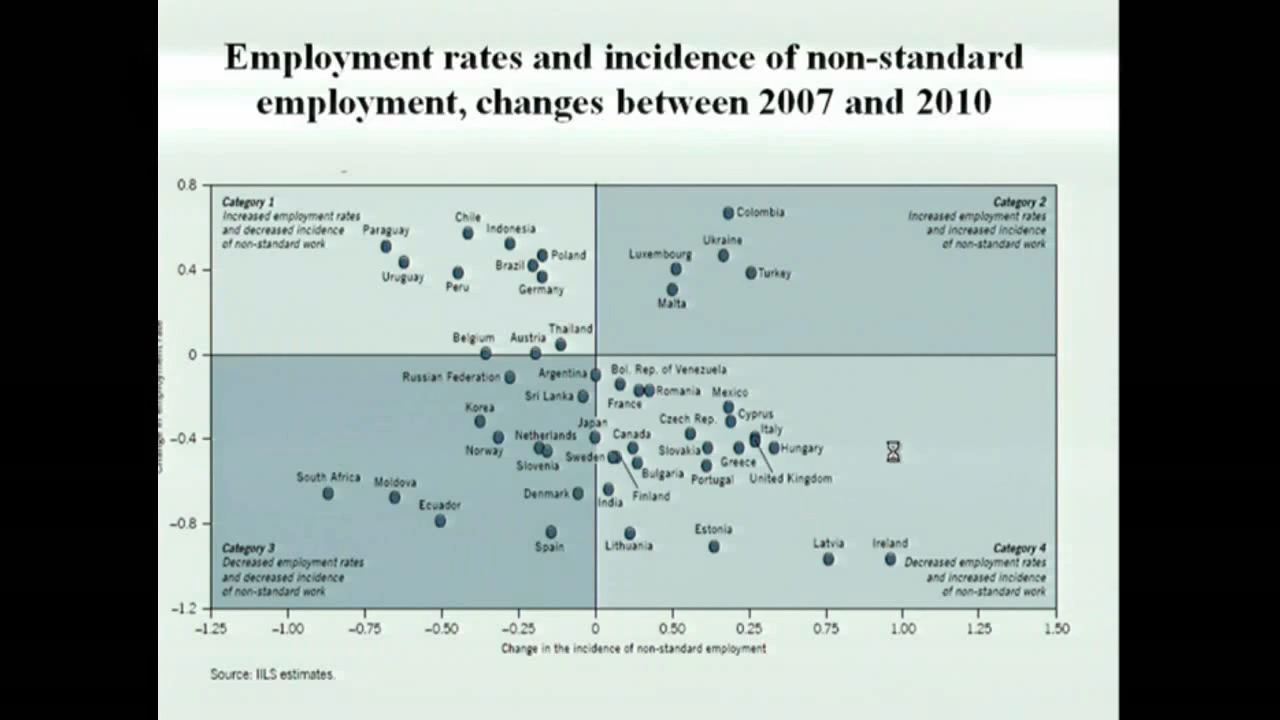 Employment rates and incidence of non-standard
employment, changes between 2007 and 2010
0.8
0.4
0
–0.4
–0.8
–1.2
Category 1
Increased employment rates
and decreased incidence
of non-standard work
Category 2
Increased employment rates
and increased incidence
of non-standard work
Paraguay
Chile
Indonesia
Uruguay
Peru
Brazil
Poland
Germany
Colombia
Ukraine
Luxembourg
Turkey
Malta
Belgium
Austria
Thailand
Russian Federation
Argentina
Sri Lanka
Bol. Rep. of Venezuela
France
Romania
Mexico
Korea
Norway
Netherlands
Slovenia
Japan
Sweden
Canada
Czech Rep.
Cyprus
Italy
Slovakia
Greece
Hungary
Bulgaria
Portugal
United Kingdom
Finland
South Africa
Moldova
Ecuador
Denmark
India
Spain
Lithuania
Estonia
Latvia
Ireland
Category 3
Decreased employment rates
and decreased incidence
of non-standard work
Category 4
Decreased employment rates
and increased incidence
of non-standard work
–1.25 –1.00 –0.75 –0.50 –0.25 0 0.50 0.25 0.75 1.00 1.25 1.50
Change in the incidence of non-standard employment
Source: IILS estimates.